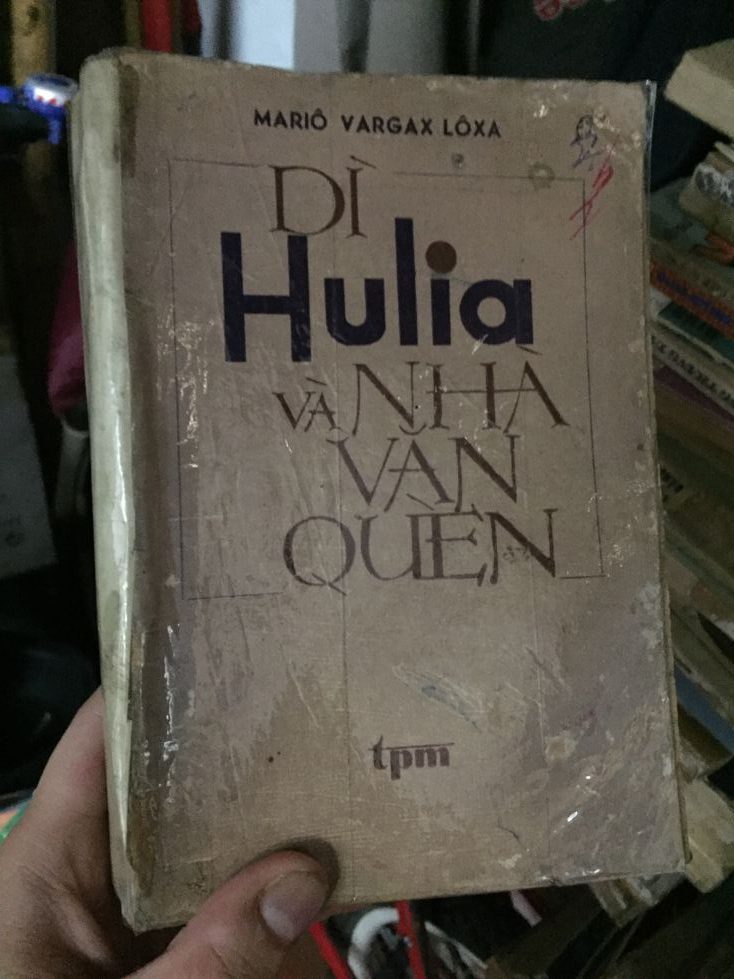 MARIÔ VARGAX LÔXA
DÌ
Hulia
VÀ NHÀ
VĂN
QUÈN
tpm